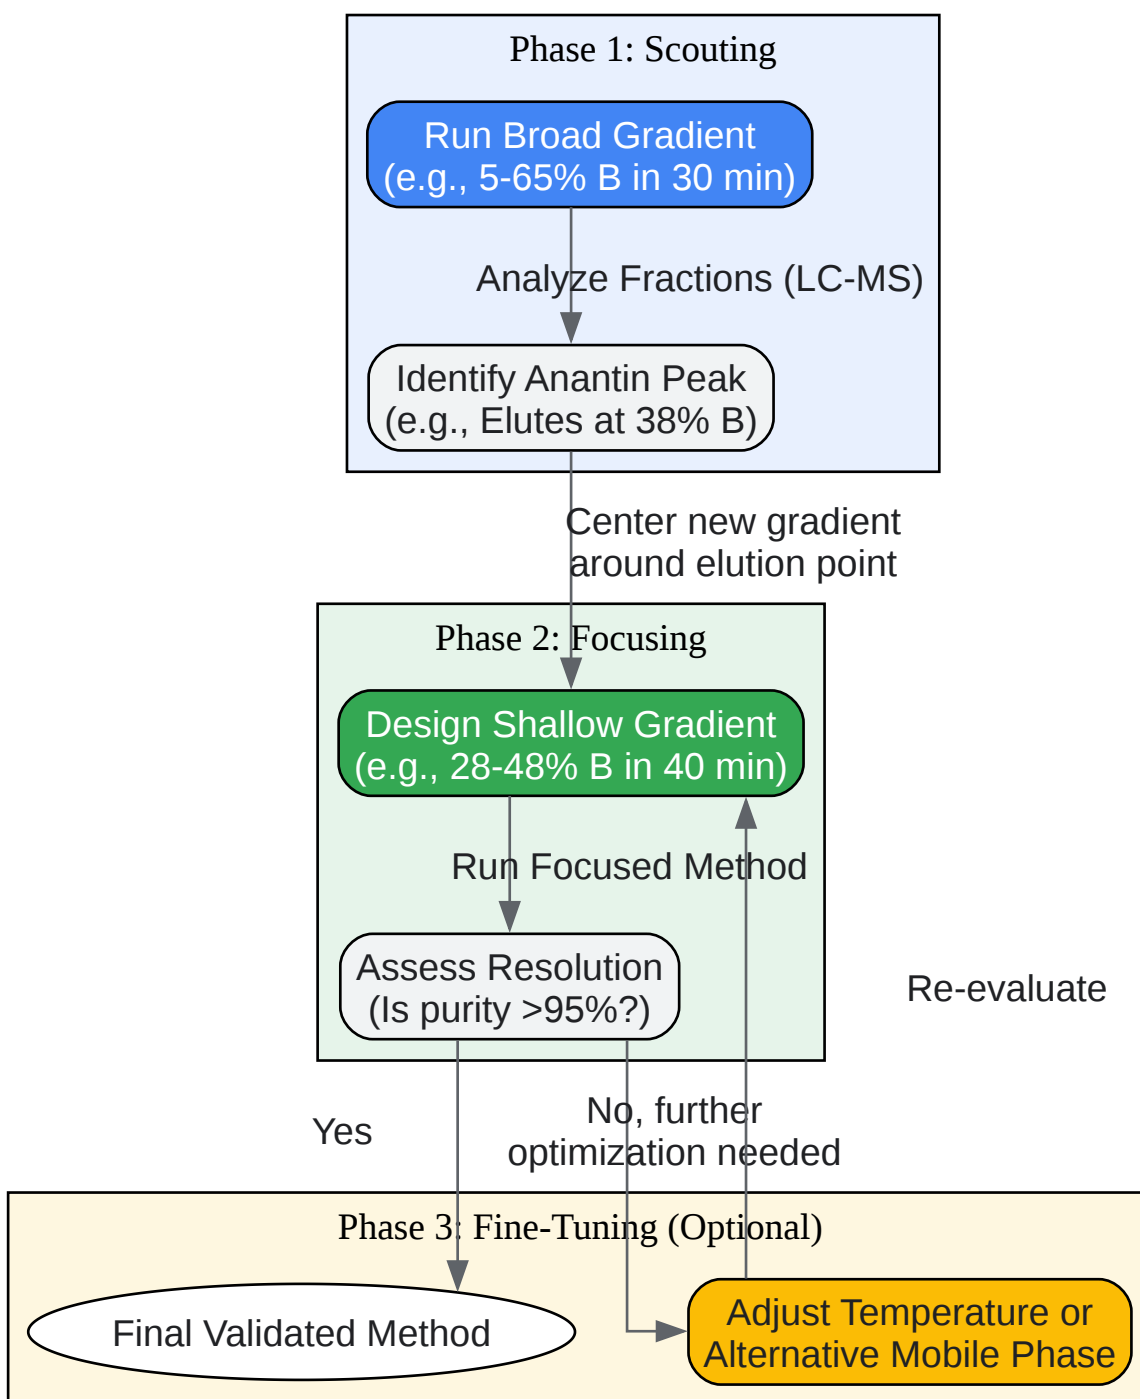 Phase 1: Scouting
Run Broad Gradient
(e.g., 5-65% B in 30 min)
Analyze Fractions (LC-MS)
Identify Anantin Peak
(e.g., Elutes at 38% B)
Center new gradient
around elution point
Phase 2: Focusing
Design Shallow Gradient
(e.g., 28-48% B in 40 min)
Run Focused Method
Assess Resolution
(Is purity >95%?)
Re-evaluate
Yes
No, further
optimization needed
Phase 3: Fine-Tuning (Optional)
Final Validated Method
Adjust Temperature or
Alternative Mobile Phase